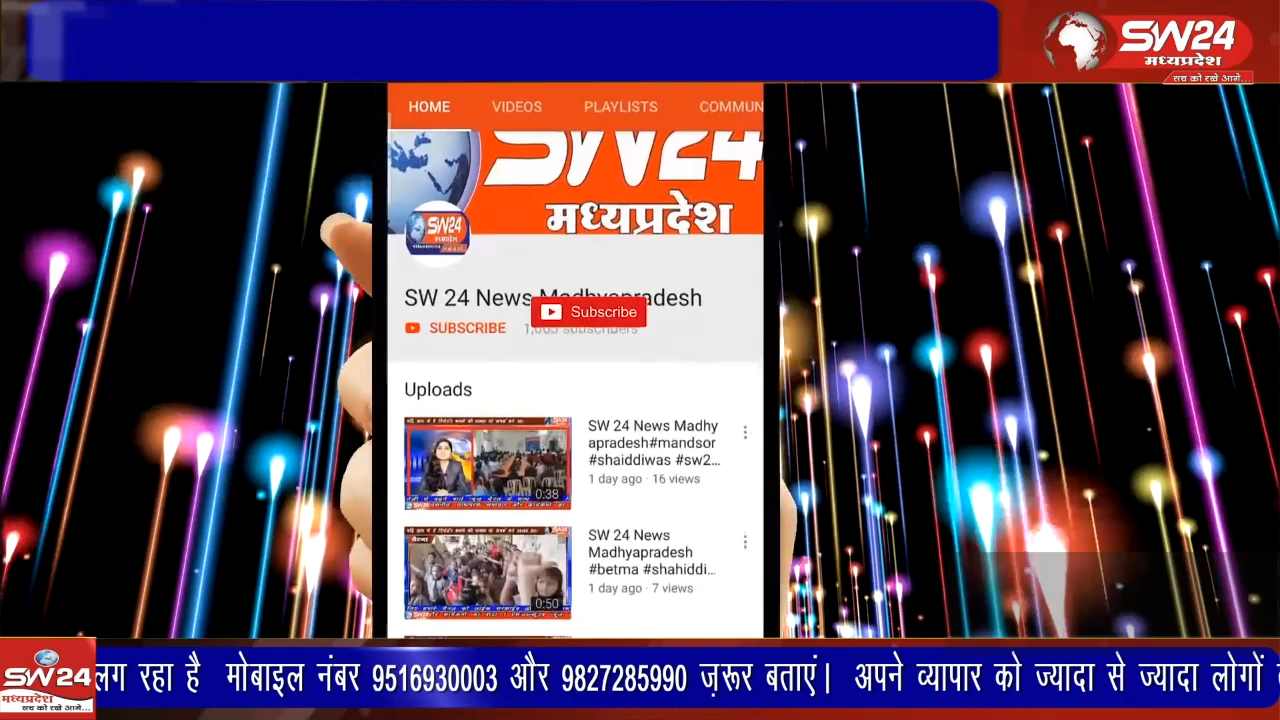 SW24
मध्यप्रदेश
सच को रखे आगे...
HOME VIDEOS PLAYLISTS COMMUN
SW24
मध्यप्रदेश
SW24
SW 24 News Madhyapradesh
Subscribe
SUBSCRIBE
subscribers
Uploads
SW 24 News Madhy
apradesh#mandsor
#shaiddiwas #sw2...
1 day ago · 16 views
0:38
SW 24 News
Madhyapradesh
#betma #shahiddi...
1 day ago · 7 views
0:50
SW24
मध्यप्रदेश
सच को रखे आगे...
लग रहा है मोबाइल नंबर 9516930003 और 9827285990 ज़रूर बताएं। अपने व्यापार को ज्यादा से ज्यादा लोगों